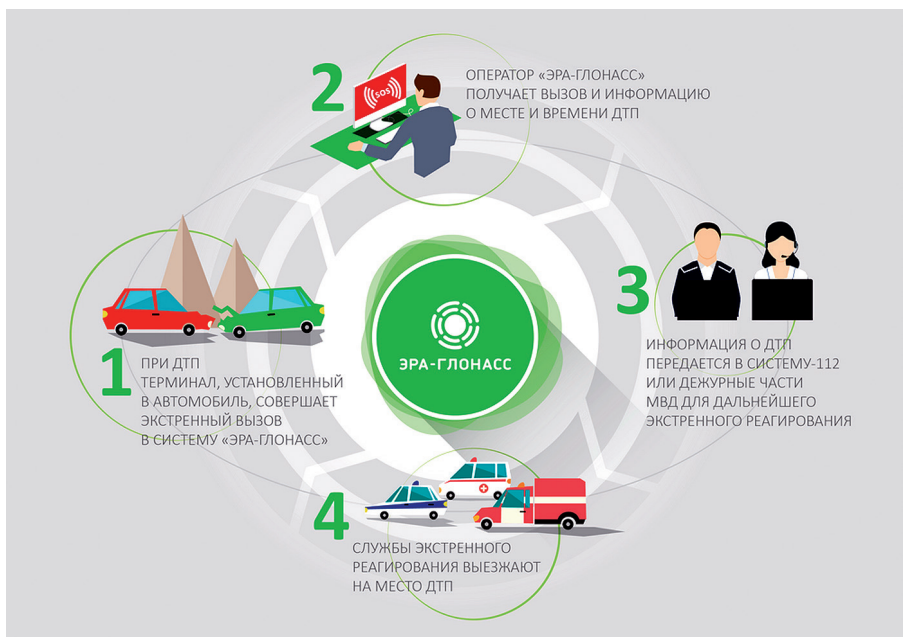 1
ПРИ ДТП
ТЕРМИНАЛ, УСТАНОВЛЕННЫЙ
В АВТОМОБИЛЬ, СОВЕРШАЕТ
ЭКСТРЕННЫЙ ВЫЗОВ
В СИСТЕМУ «ЭРА-ГЛОНАСС»
2
SOS
ОПЕРАТОР «ЭРА-ГЛОНАСС»
ПОЛУЧАЕТ ВЫЗОВ И ИНФОРМАЦИЮ
О МЕСТЕ И ВРЕМЕНИ ДТП
3
ИНФОРМАЦИЯ О ДТП
ПЕРЕДАЕТСЯ В СИСТЕМУ-112
ИЛИ ДЕЖУРНЫЕ ЧАСТИ
МВД ДЛЯ ДАЛЬНЕЙШЕГО
ЭКСТРЕННОГО РЕАГИРОВАНИЯ
4
СЛУЖБЫ ЭКСТРЕННОГО
РЕАГИРОВАНИЯ ВЫЕЗЖАЮТ
НА МЕСТО ДТП
ЭРА-ГЛОНАСС